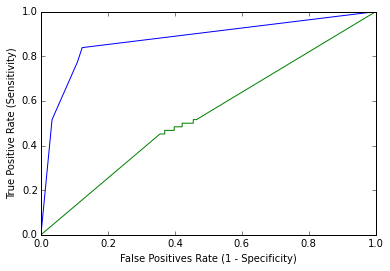 1.0
0.8
0.6
0.4
0.2
0.0
True Positive Rate (Sensitivity)
0.0 0.2 0.4 0.6 0.8 1.0
False Positives Rate (1 - Specificity)